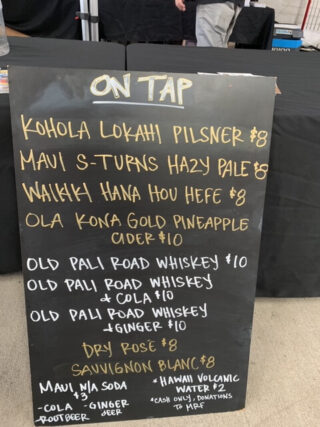 ON TAP
KOHOLA LOKAHI PILSNER $8
MAUI S-TURNS HAZY PALE $8
WAIKIKI HANA HOU HEFE $8
OLA KONA GOLD PINEAPPLE
CIDER $10
OLD PALI ROAD WHISKEY $10
OLD PALI ROAD WHISKEY
& COLA $10
OLD PALI ROAD WHISKEY
& GINGER $10
DRY ROSÉ $8
SAUVIGNON BLANC $8
MAUI N/A SODA
$3
-COLA -GINGER
BEER
-ROOTBEER
*HAWAII VOLCANIC
WATER $2
*CASH ONLY, DONATIONS
TO MRF